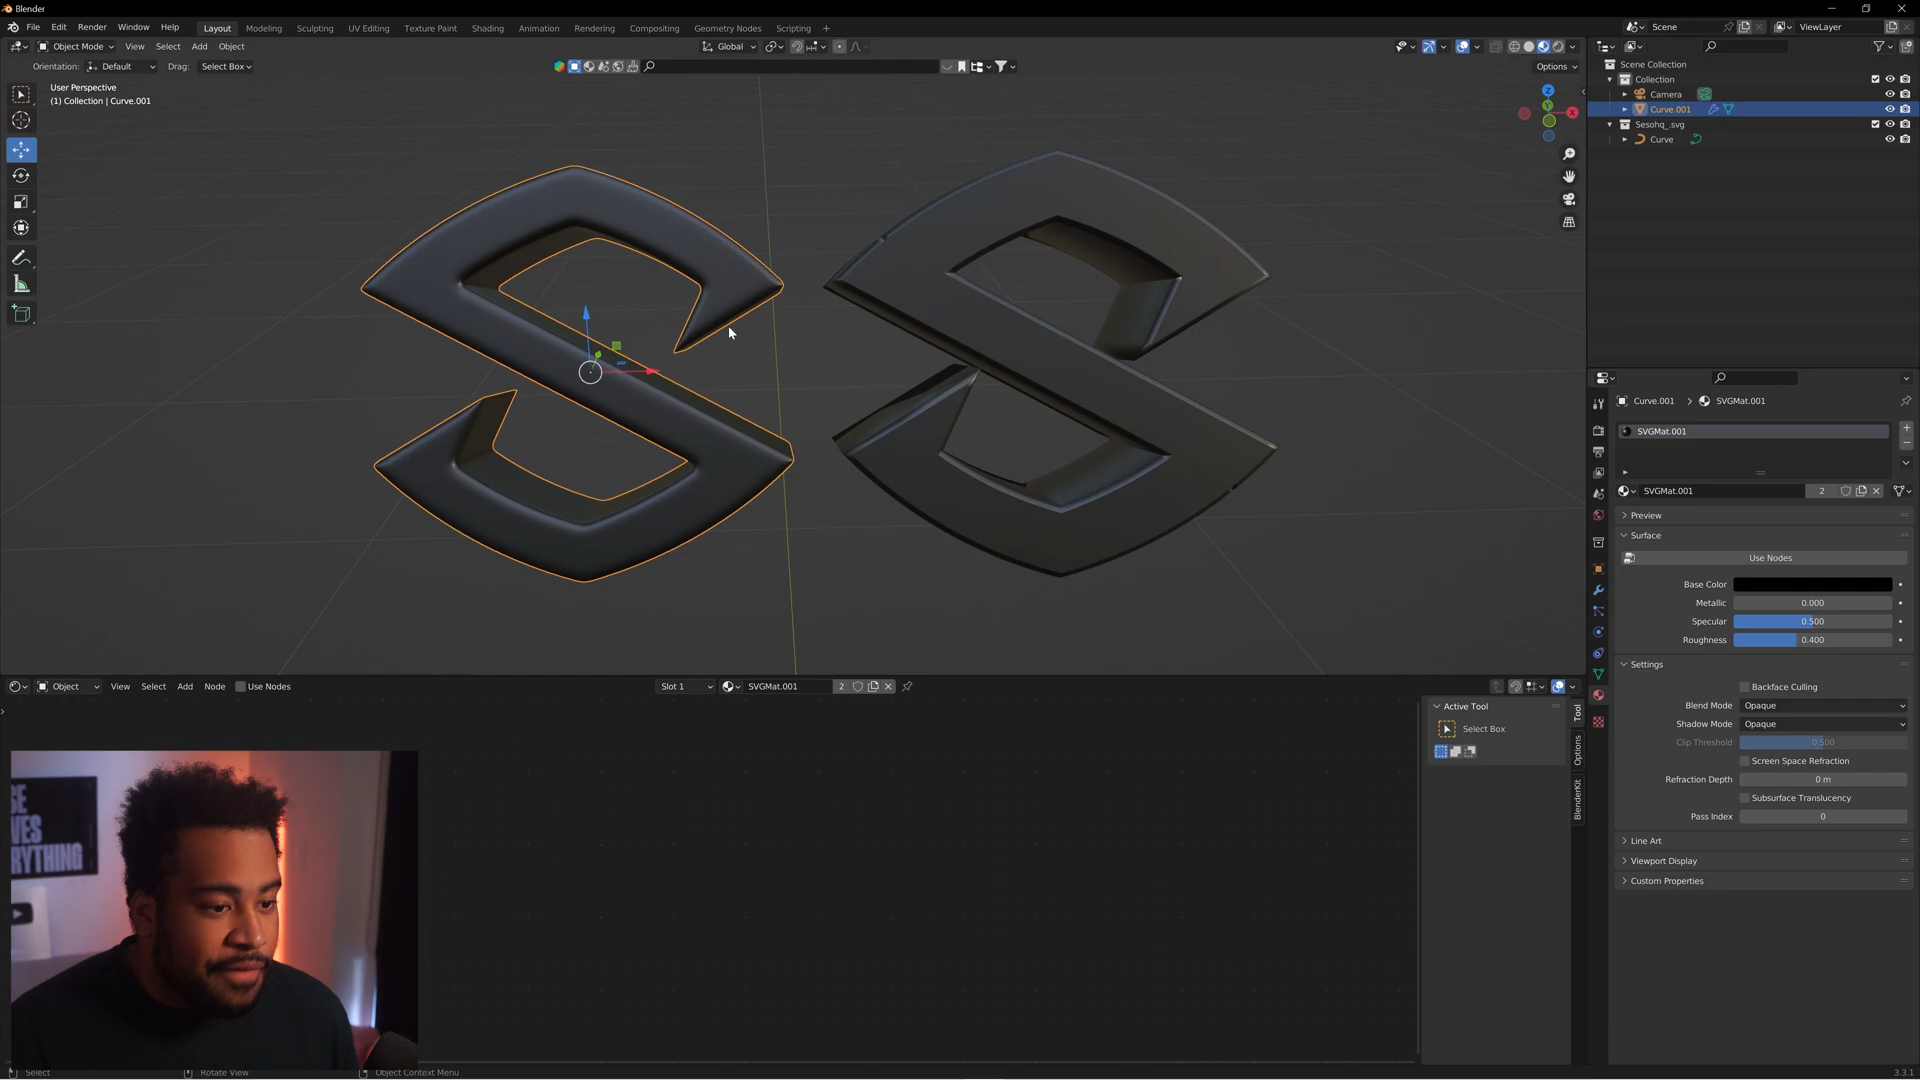 Blender
File Edit Render Window Help Layout Modeling Sculpting UV Editing Texture Paint Shading Animation Rendering Compositing Geometry Nodes Scripting + Scene ViewLayer
Object Mode View Select Add Object Global
Orientation: Default Drag: Select Box Options
User Perspective
(1) Collection | Curve.001
Z
Y
X
Scene Collection
Collection
Camera
Curve.001
Sesohq_.svg
Curve
Curve.001 > SVGMat.001
SVGMat.001
SVGMat.001 2
Preview
Surface
Use Nodes
Base Color
Metallic 0.000
Specular 0.500
Roughness 0.400
Settings
Backface Culling
Blend Mode Opaque
Shadow Mode Opaque
Clip Threshold 0.500
Screen Space Refraction
Refraction Depth 0 m
Subsurface Translucency
Pass Index 0
Line Art
Viewport Display
Custom Properties
Object View Select Add Node Use Nodes Slot 1 SVGMat.001 2
Active Tool
Select Box
Tool
Options
BlenderKit
SE
VES
ERYTHING
Select Rotate View Object Context Menu 3.3.1